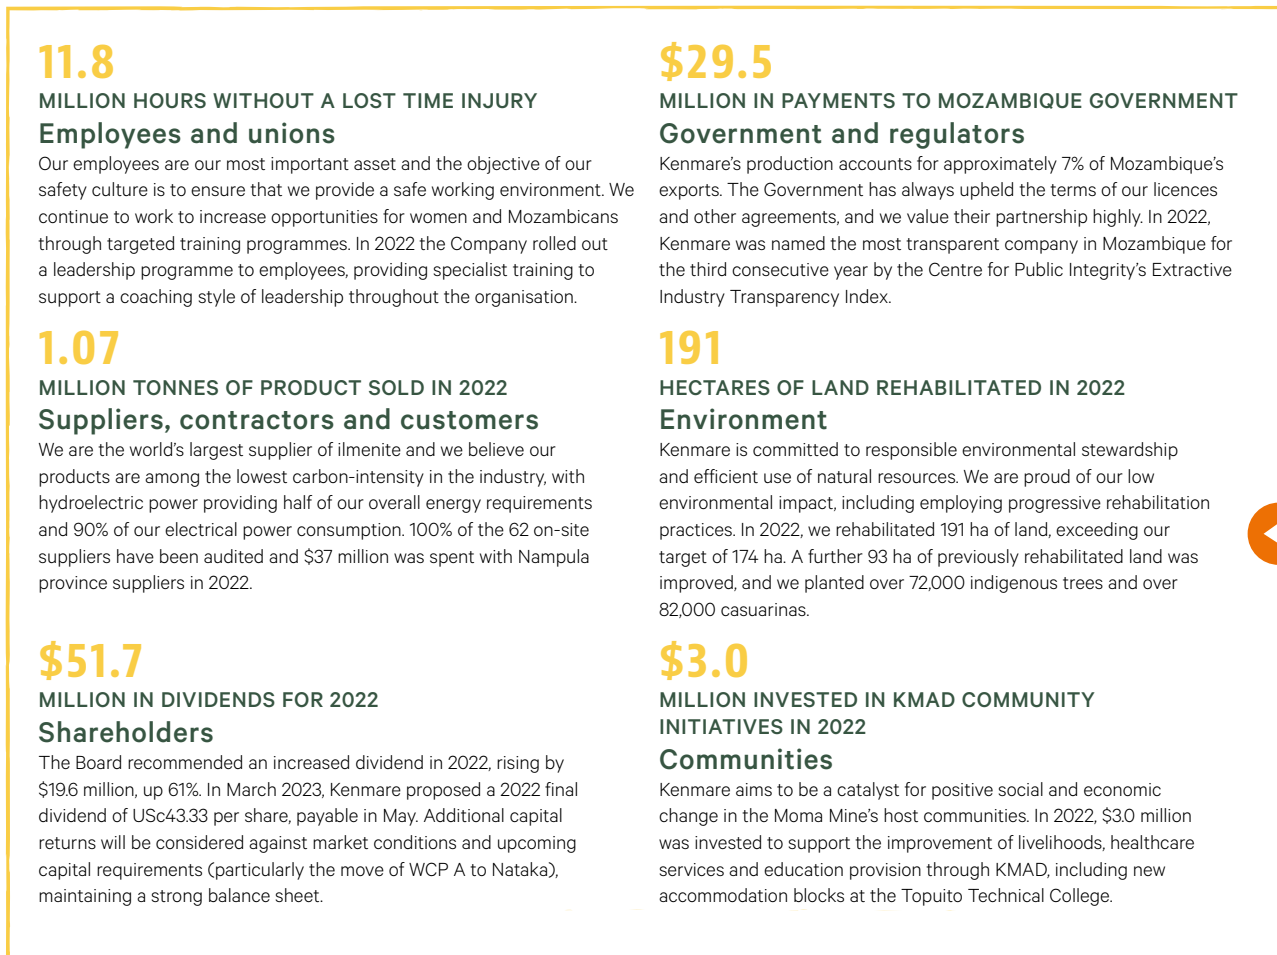 11.8
MILLION HOURS WITHOUT A LOST TIME INJURY
Employees and unions
Our employees are our most important asset and the objective of our
safety culture is to ensure that we provide a safe working environment. We
continue to work to increase opportunities for women and Mozambicans
through targeted training programmes. In 2022 the Company rolled out
a leadership programme to employees, providing specialist training to
support a coaching style of leadership throughout the organisation.
1.07
MILLION TONNES OF PRODUCT SOLD IN 2022
Suppliers, contractors and customers
We are the world's largest supplier of ilmenite and we believe our
products are among the lowest carbon-intensity in the industry, with
hydroelectric power providing half of our overall energy requirements
and 90% of our electrical power consumption. 100% of the 62 on-site
suppliers have been audited and $37 million was spent with Nampula
province suppliers in 2022.
$51.7
MILLION IN DIVIDENDS FOR 2022
Shareholders
The Board recommended an increased dividend in 2022, rising by
$19.6 million, up 61%. In March 2023, Kenmare proposed a 2022 final
dividend of USc43.33 per share, payable in May. Additional capital
returns will be considered against market conditions and upcoming
capital requirements (particularly the move of WCP A to Nataka),
maintaining a strong balance sheet.
$29.5
MILLION IN PAYMENTS TO MOZAMBIQUE GOVERNMENT
Government and regulators
Kenmare's production accounts for approximately 7% of Mozambique's
exports. The Government has always upheld the terms of our licences
and other agreements, and we value their partnership highly. In 2022,
Kenmare was named the most transparent company in Mozambique for
the third consecutive year by the Centre for Public Integrity's Extractive
Industry Transparency Index.
191
HECTARES OF LAND REHABILITATED IN 2022
Environment
Kenmare is committed to responsible environmental stewardship
and efficient use of natural resources. We are proud of our low
environmental impact, including employing progressive rehabilitation
practices. In 2022, we rehabilitated 191 ha of land, exceeding our
target of 174 ha. A further 93 ha of previously rehabilitated land was
improved, and we planted over 72,000 indigenous trees and over
82,000 casuarinas.
$3.0
MILLION INVESTED IN KMAD COMMUNITY
INITIATIVES IN 2022
Communities
Kenmare aims to be a catalyst for positive social and economic
change in the Moma Mine's host communities. In 2022, $3.0 million
was invested to support the improvement of livelihoods, healthcare
services and education provision through KMAD, including new
accommodation blocks at the Topuito Technical College.